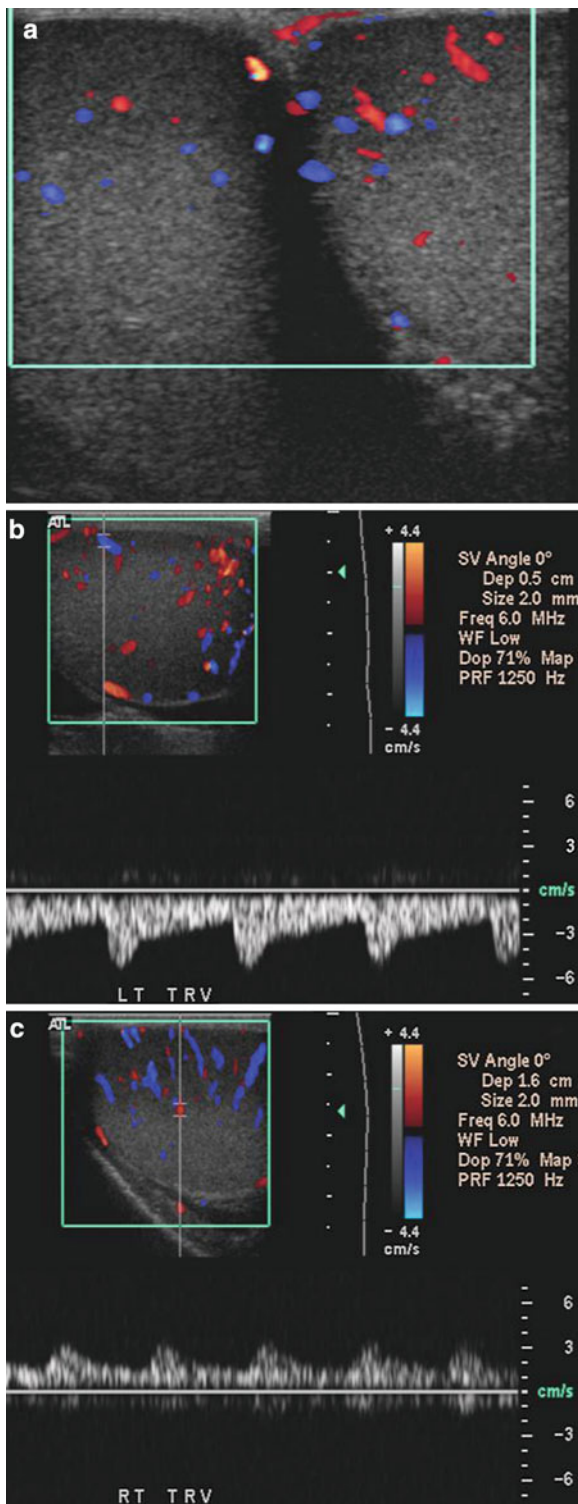 a
b
ATL
+ 4.4
- 4.4
cm/s
SV Angle 0°
Dep 0.5 cm
Size 2.0 mm
Freq 6.0 MHz
WF Low
Dop 71% Map
PRF 1250 Hz
6
3
cm/s
-3
-6
LT TRV
c
ATL
+ 4.4
- 4.4
cm/s
SV Angle 0°
Dep 1.6 cm
Size 2.0 mm
Freq 6.0 MHz
WF Low
Dop 71% Map
PRF 1250 Hz
6
3
cm/s
-3
-6
RT TRV